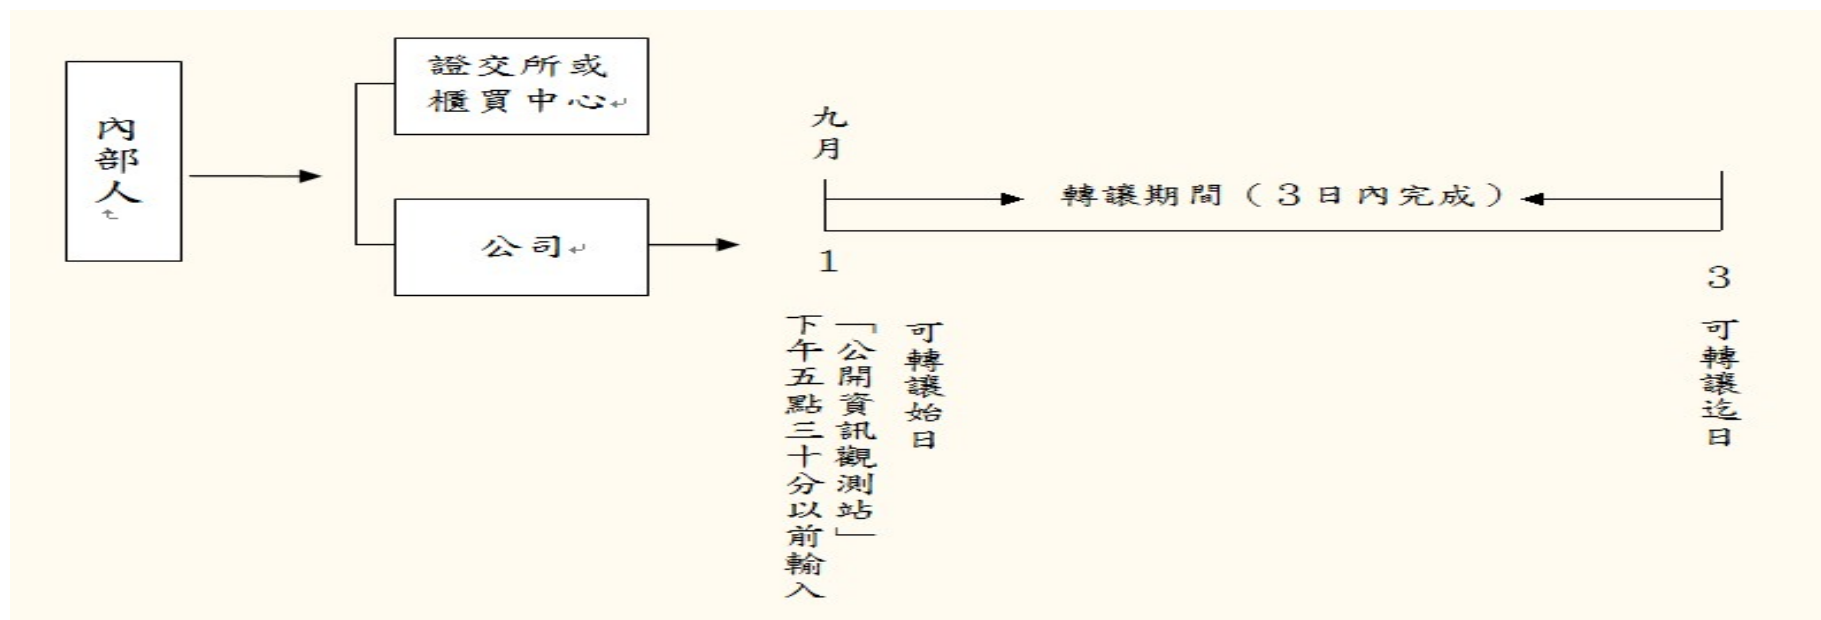 內部人
證交所或
櫃買中心
公司
九月
轉讓期間（3日內完成）
1
3
「公開資訊觀測站」
下午五點三十分以前輸入
可轉讓始日
可轉讓迄日